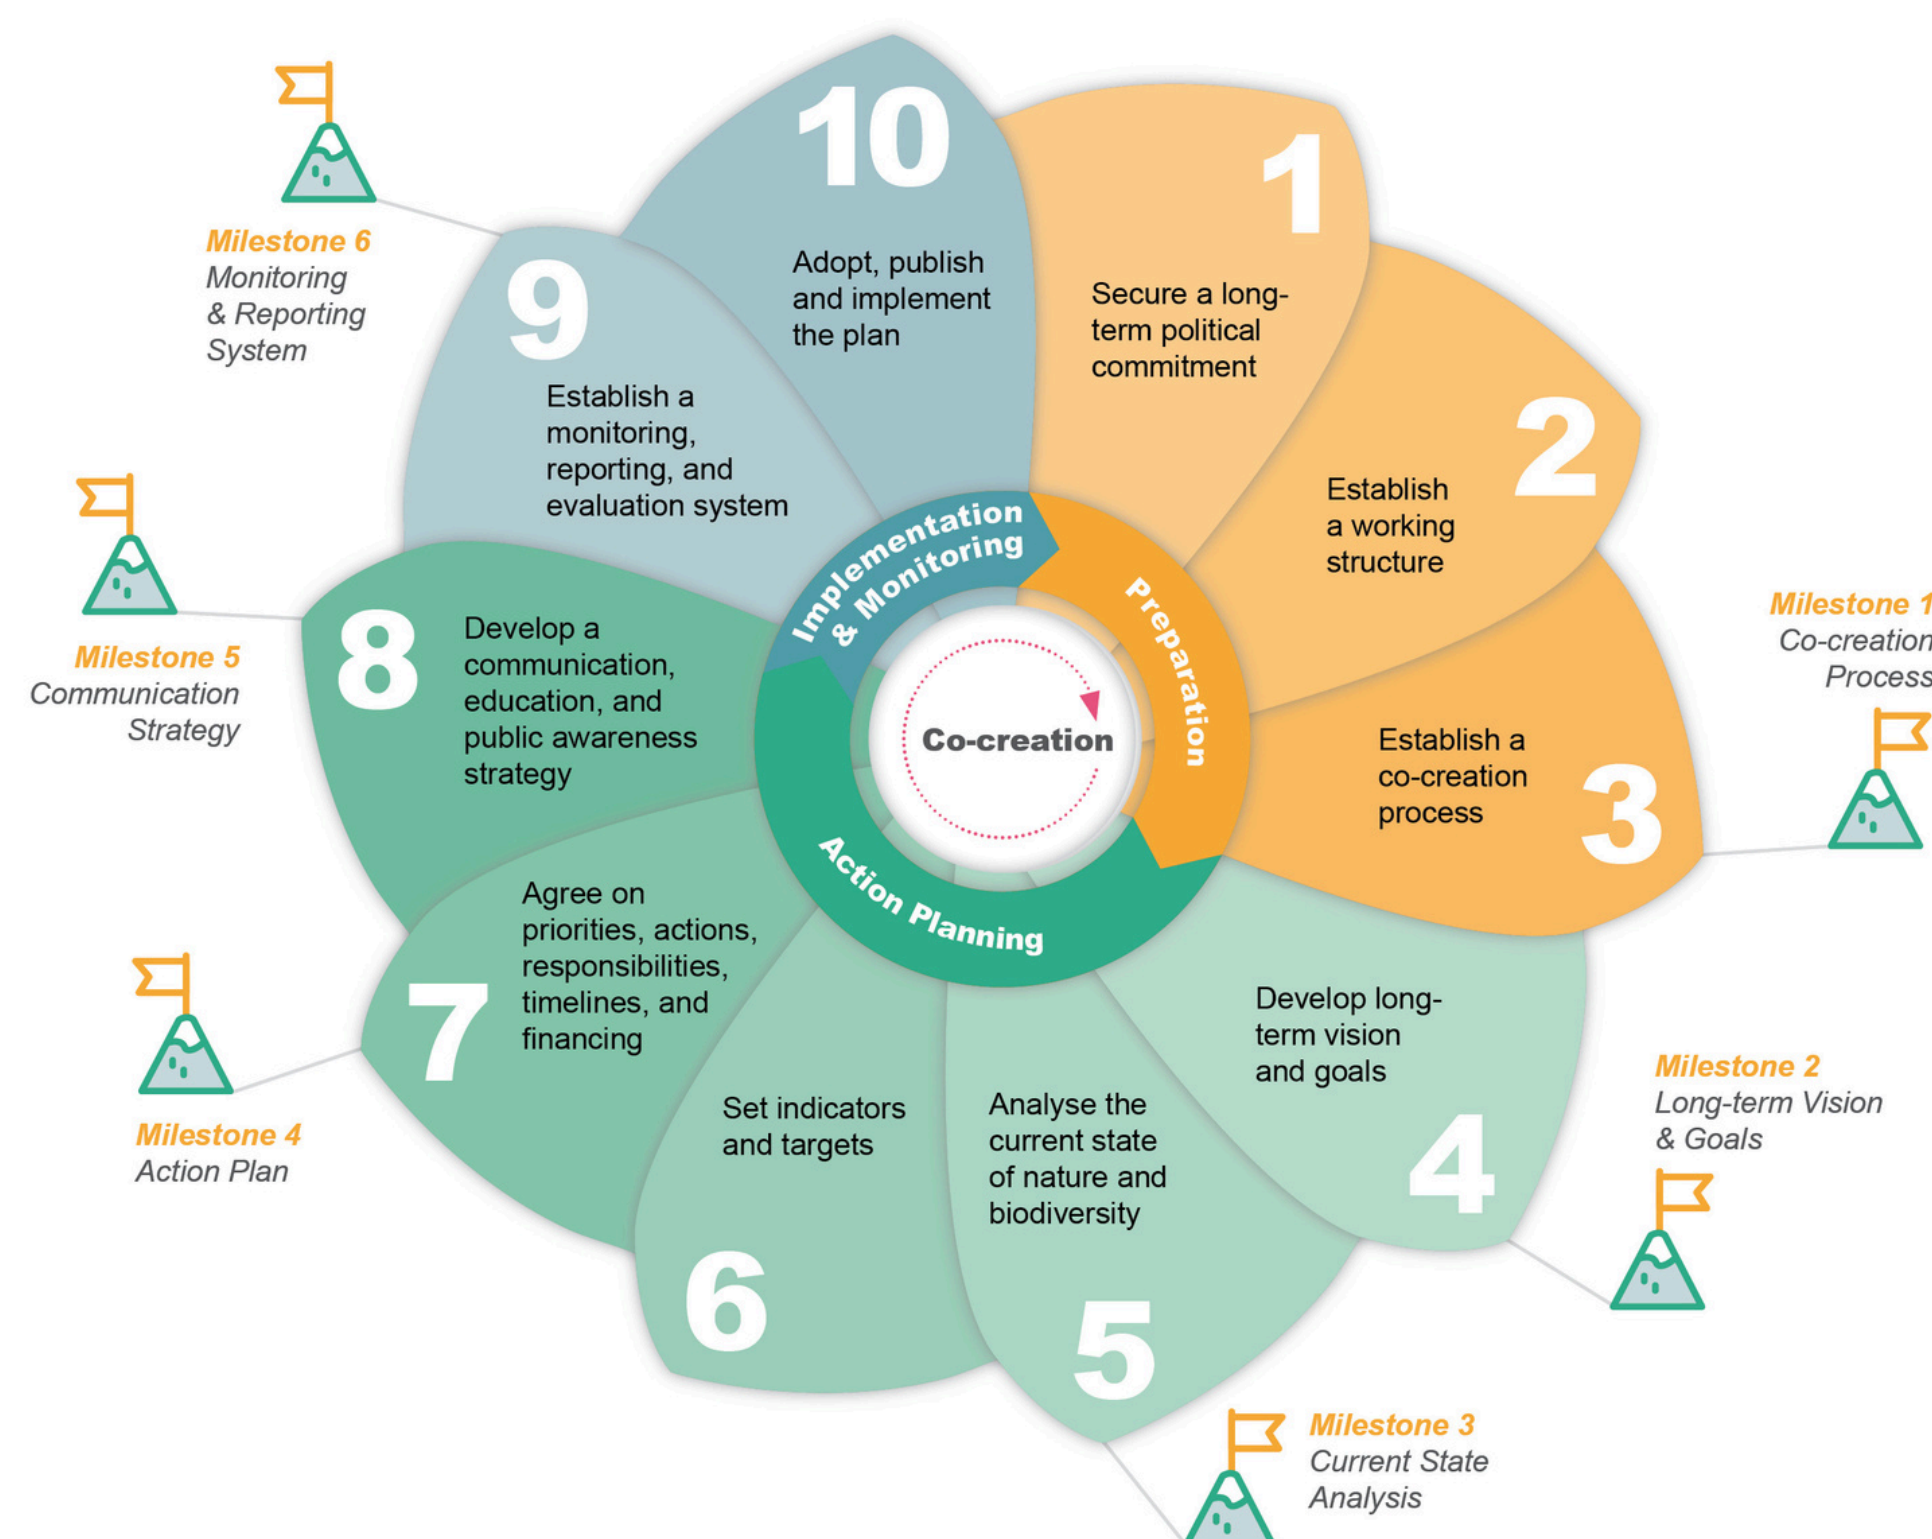 10
Adopt, publish
and implement
the plan
1
Secure a long-
term political
commitment
2
Establish
a working
structure
3
Establish a
co-creation
process
4
Develop long-
term vision
and goals
5
Analyse the
current state
of nature and
biodiversity
6
Set indicators
and targets
7
Agree on
priorities, actions,
responsibilities,
timelines, and
financing
8
Develop a
communication,
education, and
public awareness
strategy
9
Establish a
monitoring,
reporting, and
evaluation system
Implementation
& Monitoring
Preparation
Action Planning
Co-creation
Milestone 1
Co-creation
Process
Milestone 2
Long-term Vision
& Goals
Milestone 3
Current State
Analysis
Milestone 4
Action Plan
Milestone 5
Communication
Strategy
Milestone 6
Monitoring
& Reporting
System